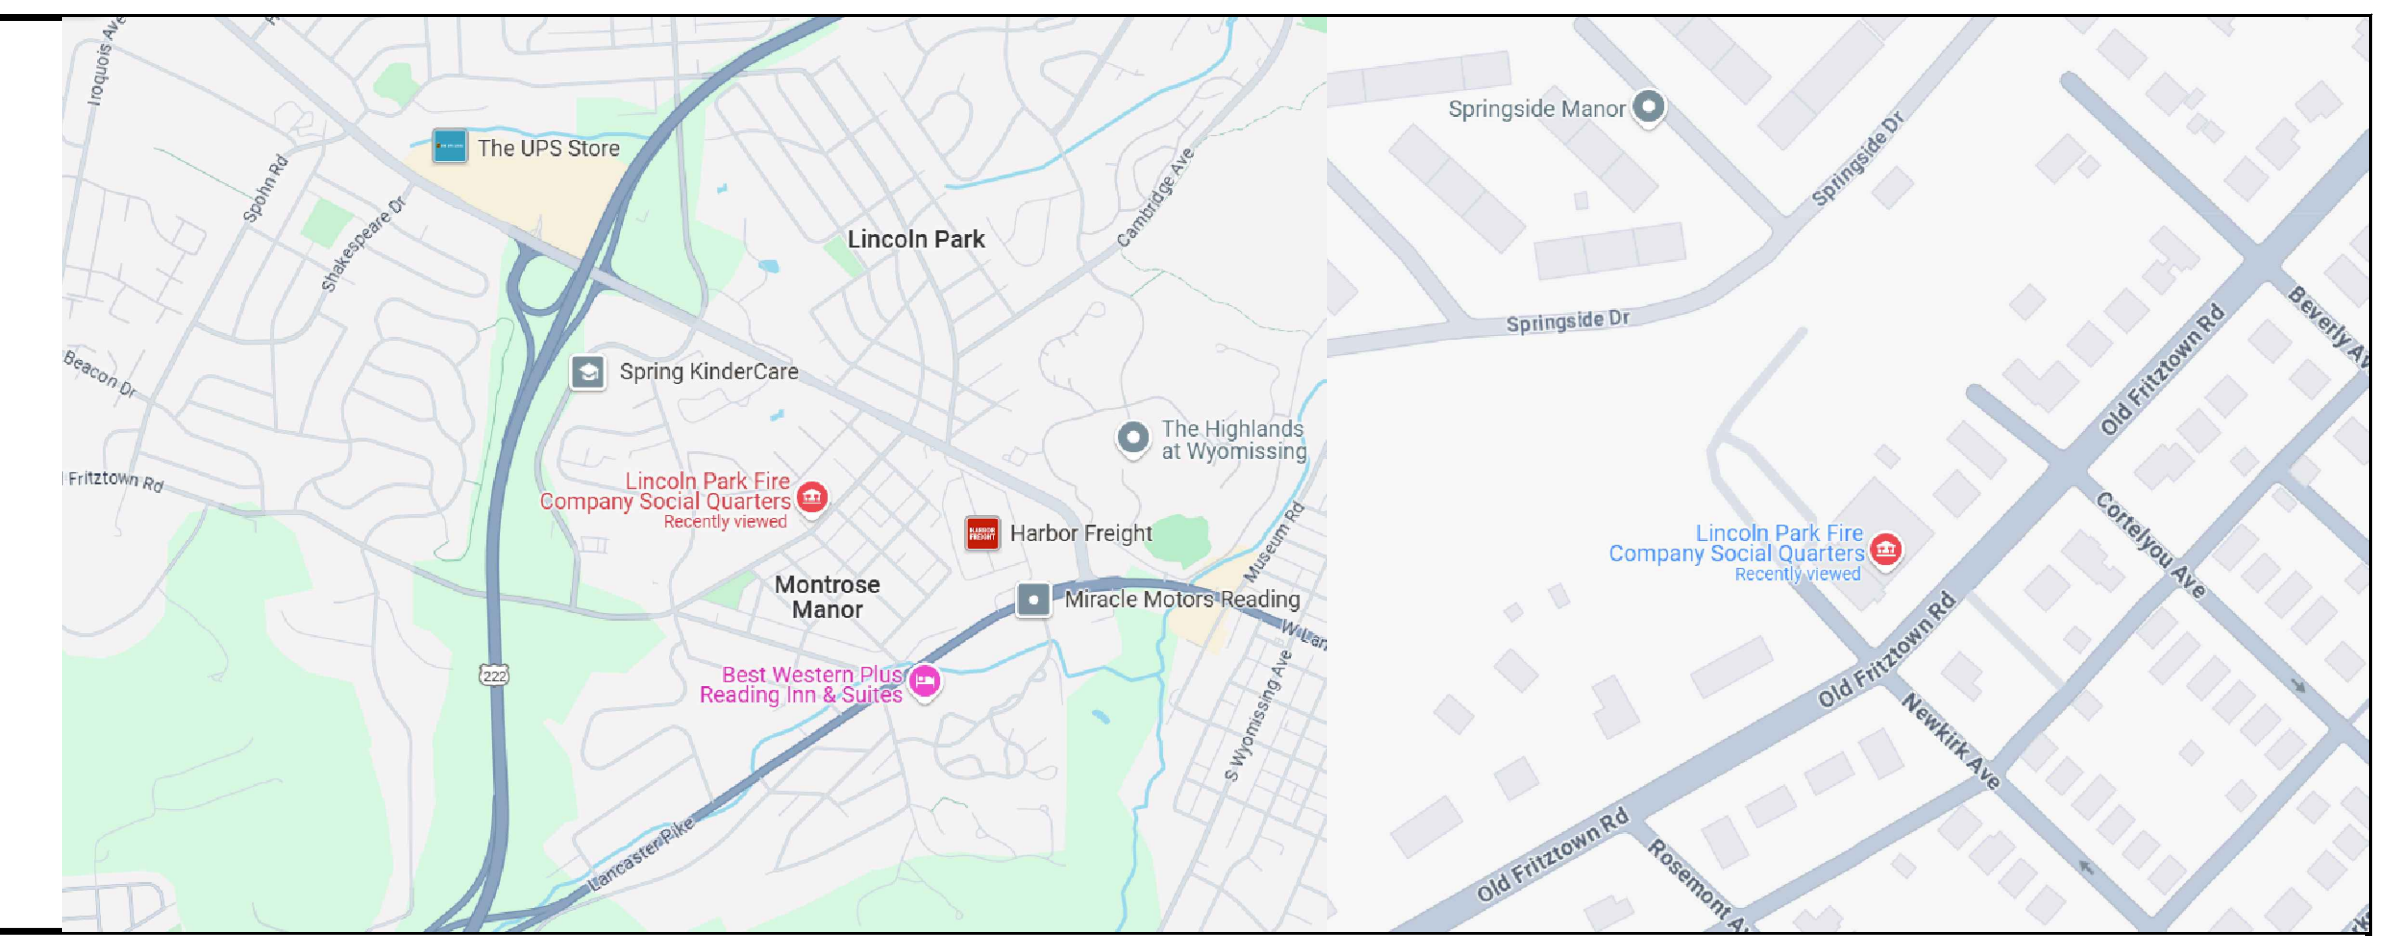 Iroquois Ave
The UPS Store
Spohn Rd
Shakespeare Dr
Cambridge Ave
Lincoln Park
Beacon Dr
Spring KinderCare
The Highlands
at Wyomissing
Fritztown Rd
Lincoln Park Fire
Company Social Quarters
Recently viewed
HARBOR
FREIGHT
Harbor Freight
Museum Rd
Montrose
Manor
Miracle Motors Reading
W Lan
222
Best Western Plus
Reading Inn & Suites
S Wyomissing Ave
Lancaster Pike
Springside Manor
Springside Dr
Springside Dr
Beverly Av
Old Fritztown Rd
Cortelyou Ave
Lincoln Park Fire
Company Social Quarters
Recently viewed
Old Fritztown Rd
Newkirk Ave
Old Fritztown Rd
Rosemont A